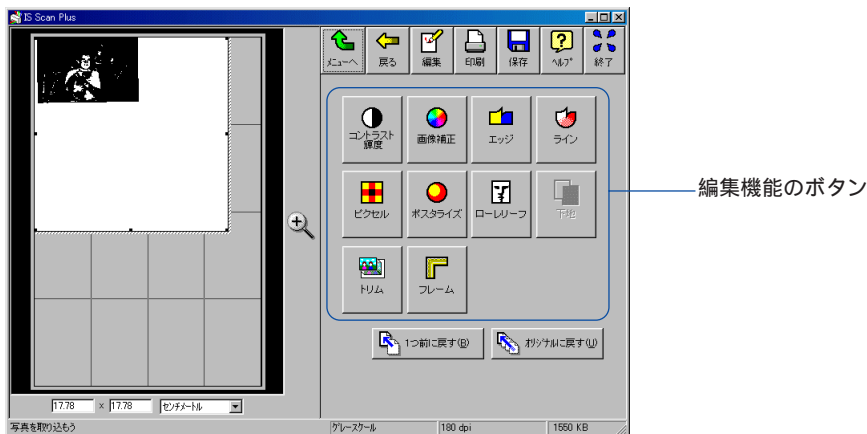 IS Scan Plus
メニューへ 戻る 編集 印刷 保存 ヘルプ 終了
コントラスト
輝度
画像補正 エッジ ライン
編集機能のボタン
ピクセル ポスタライズ ローレリーフ 下地
トリム フレーム
1つ前に戻す(B) オリジナルに戻す(U)
17.78 × 17.78 センチメートル
写真を取り込もう グレースケール 180 dpi 1550 KB